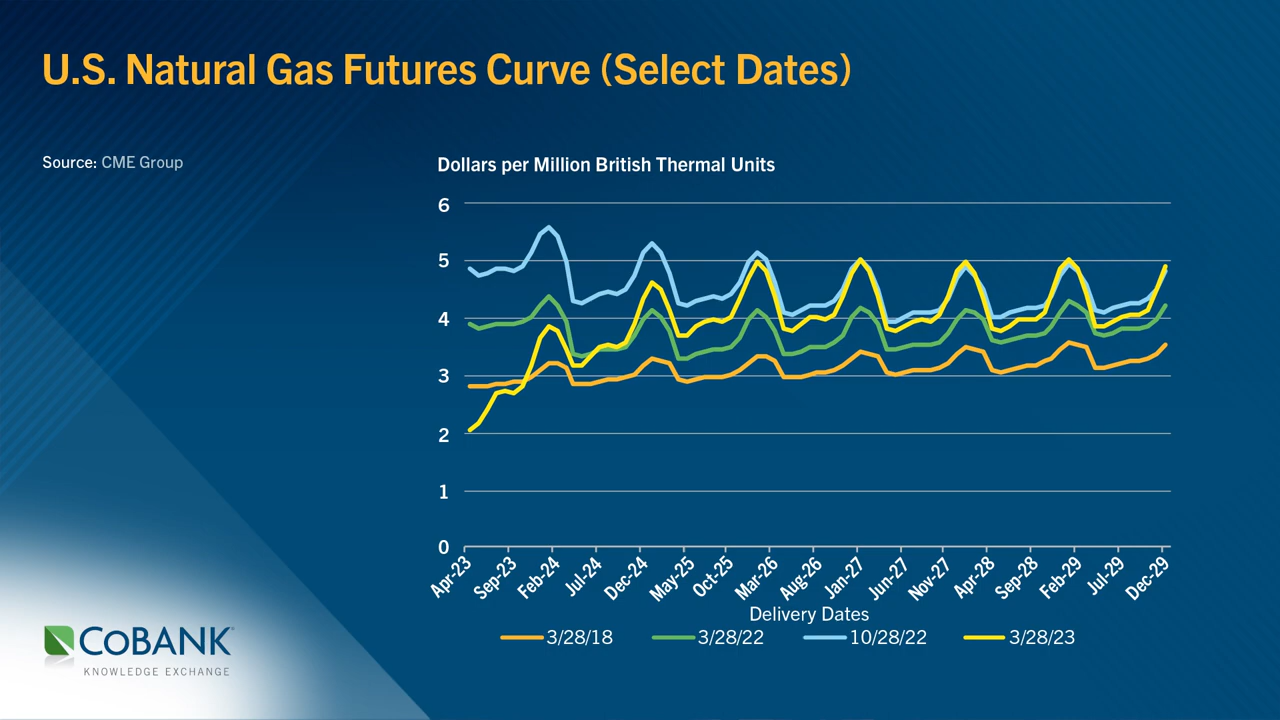 U.S. Natural Gas Futures Curve (Select Dates)
Source: CME Group
Dollars per Million British Thermal Units
6
5
4
3
2
1
0
Apr-23
Sep-23
Feb-24
Jul-24
Dec-24
May-25
Oct-25
Mar-26
Aug-26
Jan-27
Jun-27
Nov-27
Apr-28
Sep-28
Feb-29
Jul-29
Dec-29
Delivery Dates
3/28/18
3/28/22
10/28/22
3/28/23
COBANK
KNOWLEDGE EXCHANGE